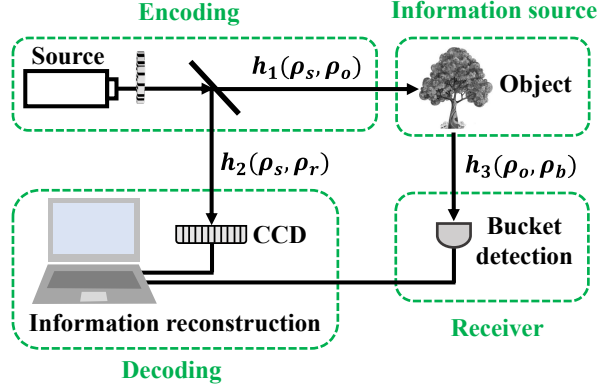 Encoding
Information source
Source
h₁(ρₛ, ρₒ)
Object
h₂(ρₛ, ρᵣ)
h₃(ρₒ, ρ_b)
CCD
Bucket
detection
Information reconstruction
Receiver
Decoding